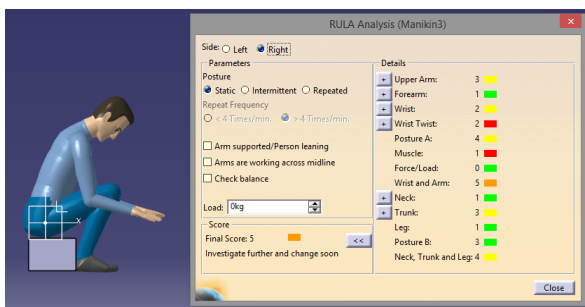 RULA Analysis (Manikin3)
Side: Left Right
Parameters
Posture
Static Intermittent Repeated
Repeat Frequency
< 4 Times/min. > 4 Times/min.
Arm supported/Person leaning
Arms are working across midline
Check balance
Load: 0kg
Score
Final Score: 5
<<
Investigate further and change soon
Details
+ Upper Arm: 3
+ Forearm: 1
+ Wrist: 2
+ Wrist Twist: 2
Posture A: 4
Muscle: 1
Force/Load: 0
Wrist and Arm: 5
+ Neck: 1
+ Trunk: 3
Leg: 1
Posture B: 3
Neck, Trunk and Leg: 4
Close
x